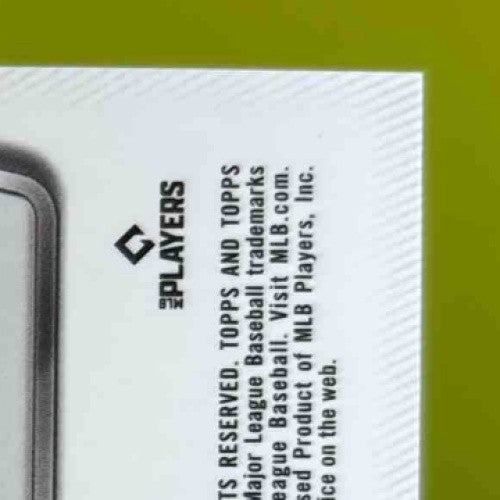 MLB PLAYERS
TS RESERVED. TOPPS AND TOPPS
Major League Baseball trademarks
eague Baseball. Visit MLB.com.
sed Product of MLB Players, Inc.
ce on the web.